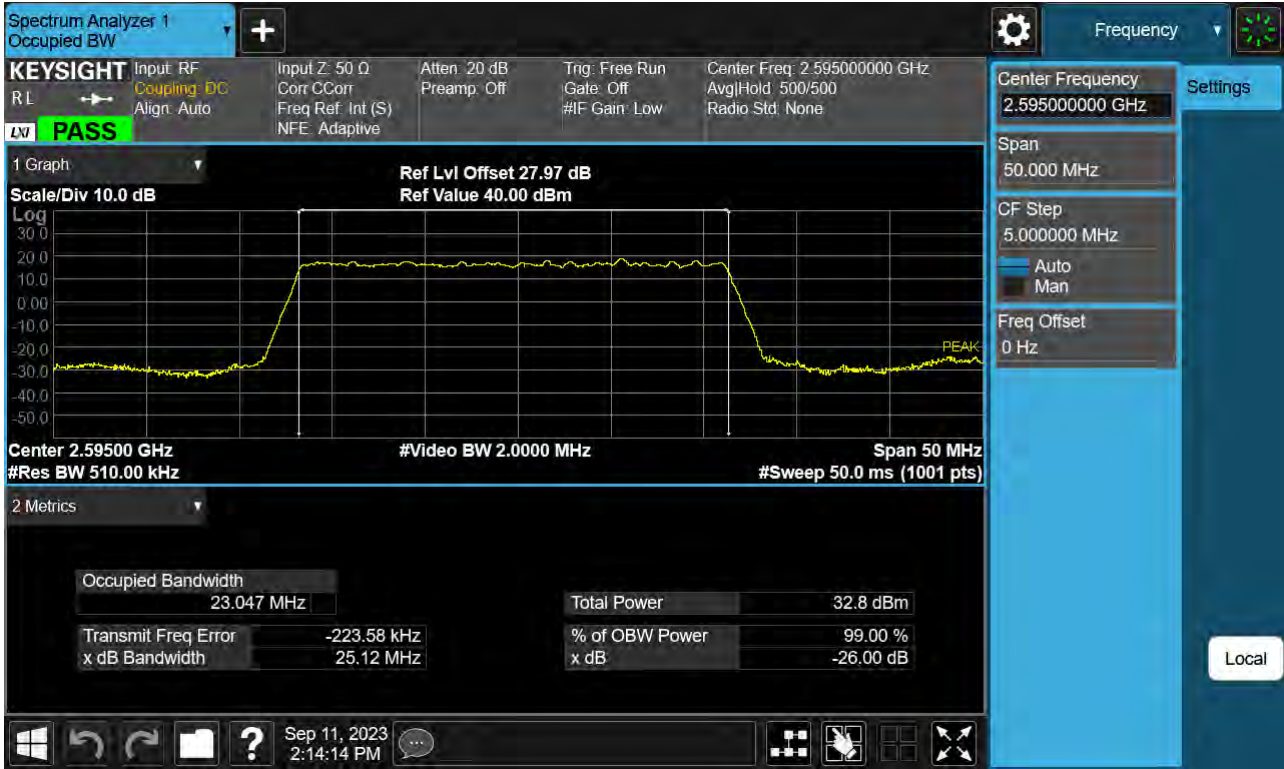 Spectrum Analyzer 1
Occupied BW
Frequency
KEYSIGHT
RL
LXI
PASS
Input: RF
Coupling: DC
Align: Auto
Input Z: 50 Ω
Corr CCorr
Freq Ref: Int (S)
NFE: Adaptive
Atten: 20 dB
Preamp: Off
Trig: Free Run
Gate: Off
#IF Gain: Low
Center Freq: 2.595000000 GHz
Avg|Hold: 500/500
Radio Std: None
1 Graph
Scale/Div 10.0 dB
Ref Lvl Offset 27.97 dB
Ref Value 40.00 dBm
Log
30.0
20.0
10.0
0.00
-10.0
-20.0
-30.0
-40.0
-50.0
PEAK
Center 2.59500 GHz
#Video BW 2.0000 MHz
Span 50 MHz
#Res BW 510.00 kHz
#Sweep 50.0 ms (1001 pts)
2 Metrics
Occupied Bandwidth
23.047 MHz
Total Power 32.8 dBm
Transmit Freq Error -223.58 kHz
% of OBW Power 99.00 %
x dB Bandwidth 25.12 MHz
x dB -26.00 dB
Center Frequency
2.595000000 GHz
Settings
Span
50.000 MHz
CF Step
5.000000 MHz
Auto
Man
Freq Offset
0 Hz
Local
?
Sep 11, 2023
2:14:14 PM